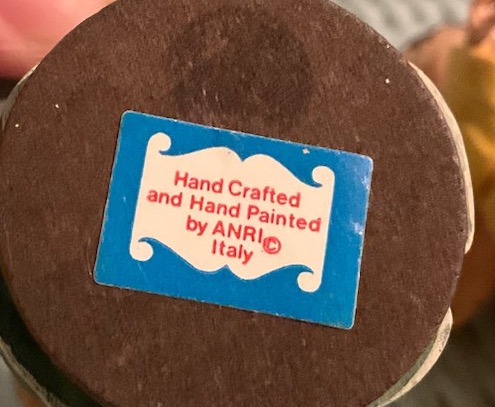 Hand Crafted
and Hand Painted
by ANRI©
Italy